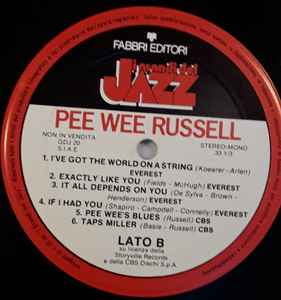 FABBRI EDITORI
I grandi del
JAZZ
PEE WEE RUSSELL
NON IN VENDITA
GDJ 20
S.I.A.E.
STEREO-MONO
33 1/3
1. I'VE GOT THE WORLD ON A STRING (Koearer-Arlen)
EVEREST
2. EXACTLY LIKE YOU (Fields - McHugh) EVEREST
3. IT ALL DEPENDS ON YOU (De Sylva - Brown -
Henderson) EVEREST
4. IF I HAD YOU (Shapiro - Campbell - Connelly) EVEREST
5. PEE WEE'S BLUES (Russell) CBS
6. TAPS MILLER (Basie - Russell) CBS
LATO B
su licenza della
Storyville Records
e della CBS Dischi S.p.A.